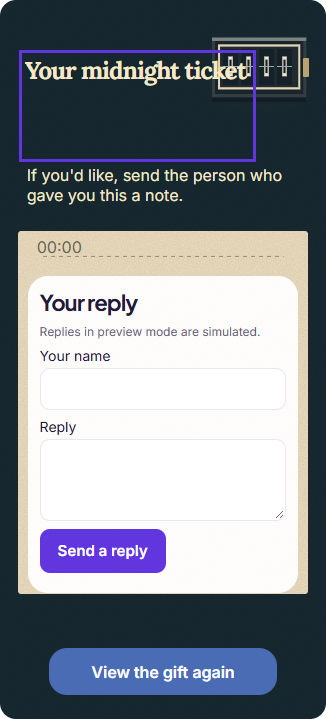 Your midnight ticket
If you'd like, send the person who
gave you this a note.
00:00
Your reply
Replies in preview mode are simulated.
Your name
Reply
Send a reply
View the gift again